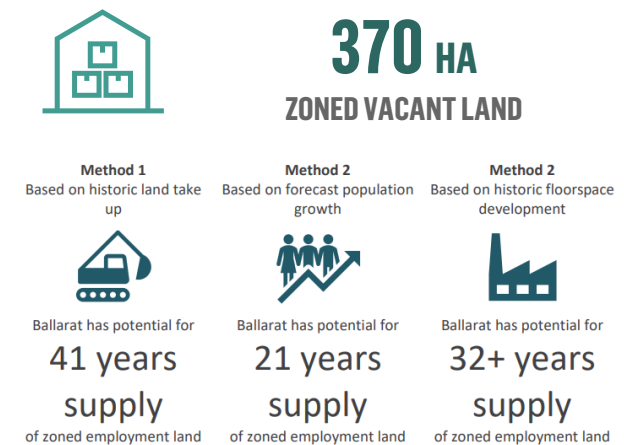 370 HA
ZONED VACANT LAND
Method 1
Based on historic land take
up
Ballarat has potential for
41 years
supply
of zoned employment land
Method 2
Based on forecast population
growth
Ballarat has potential for
21 years
supply
of zoned employment land
Method 2
Based on historic floorspace
development
Ballarat has potential for
32+ years
supply
of zoned employment land